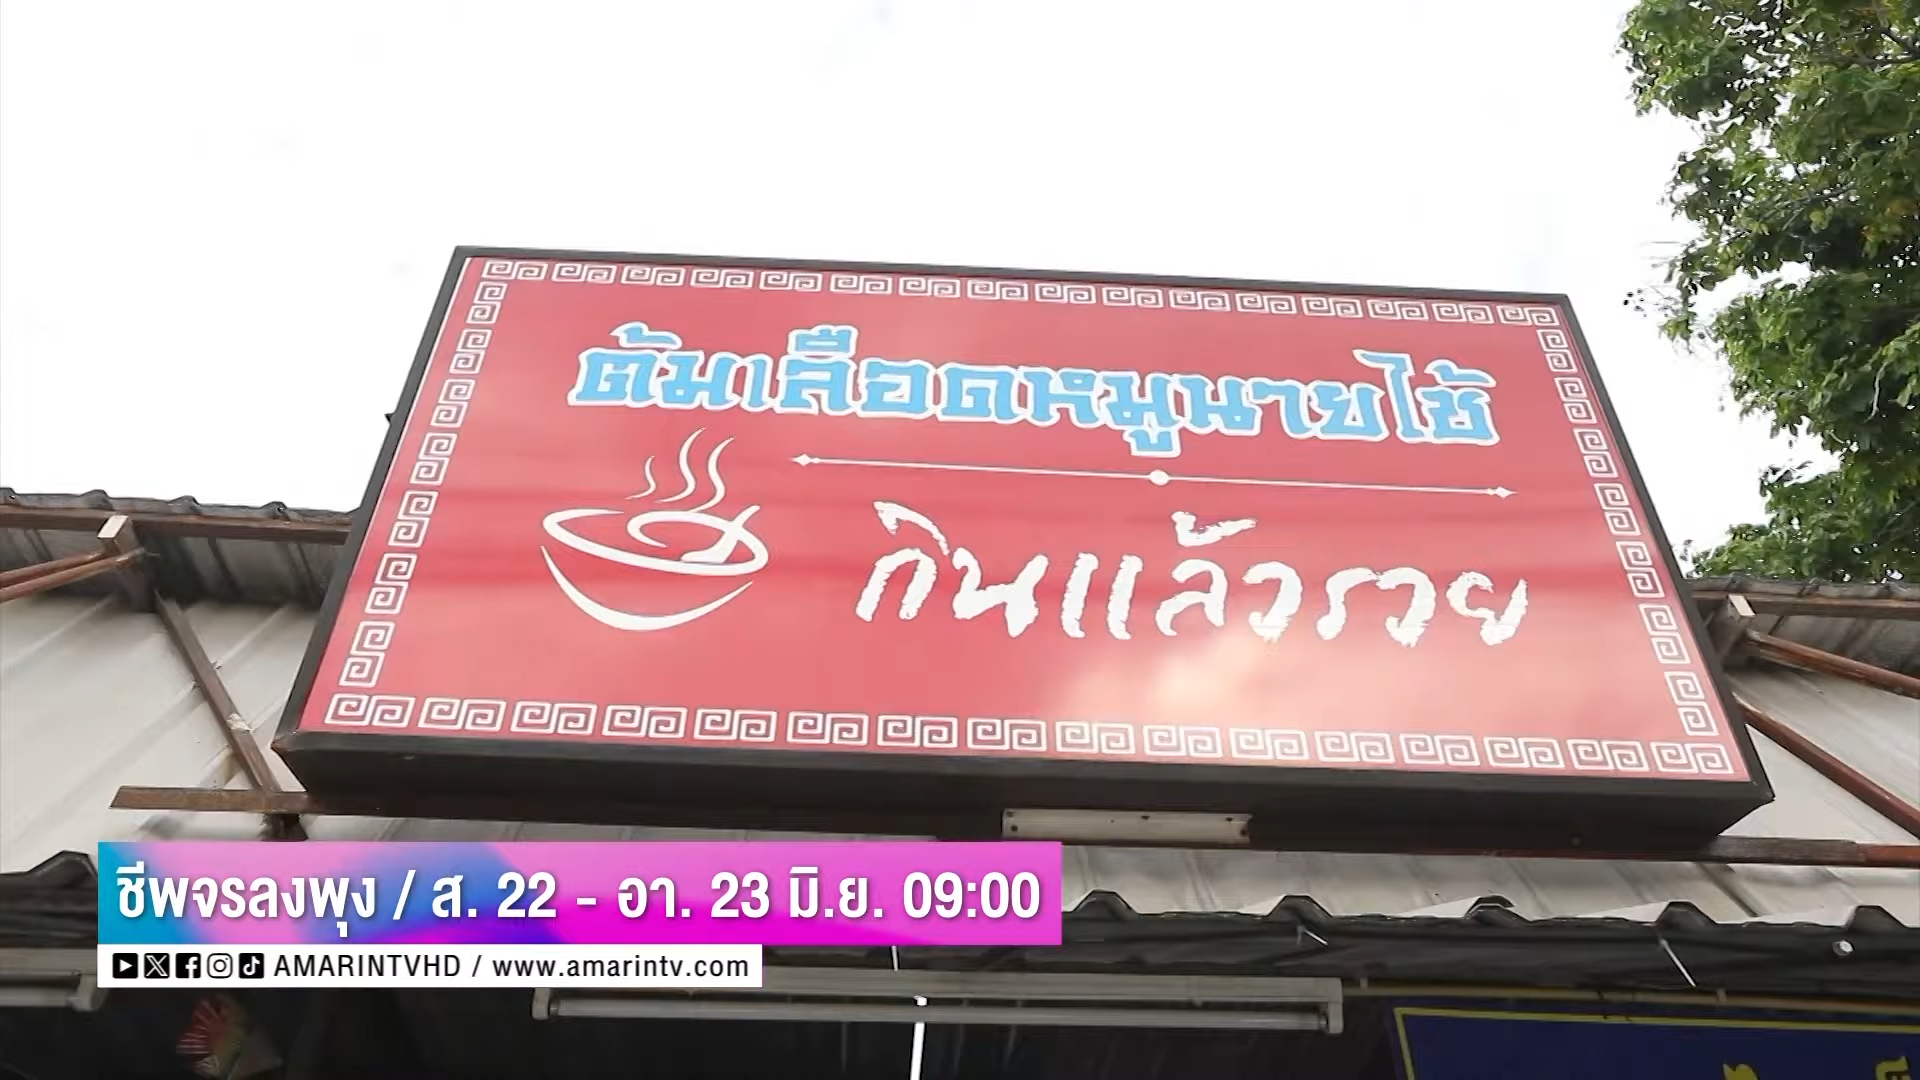 ต้มเลือดหมูนายไช้
กินแล้วรวย
ชีพจรลงพุง / ส. 22 - อา. 23 มิ.ย. 09:00
AMARINTVHD / www.amarintv.com